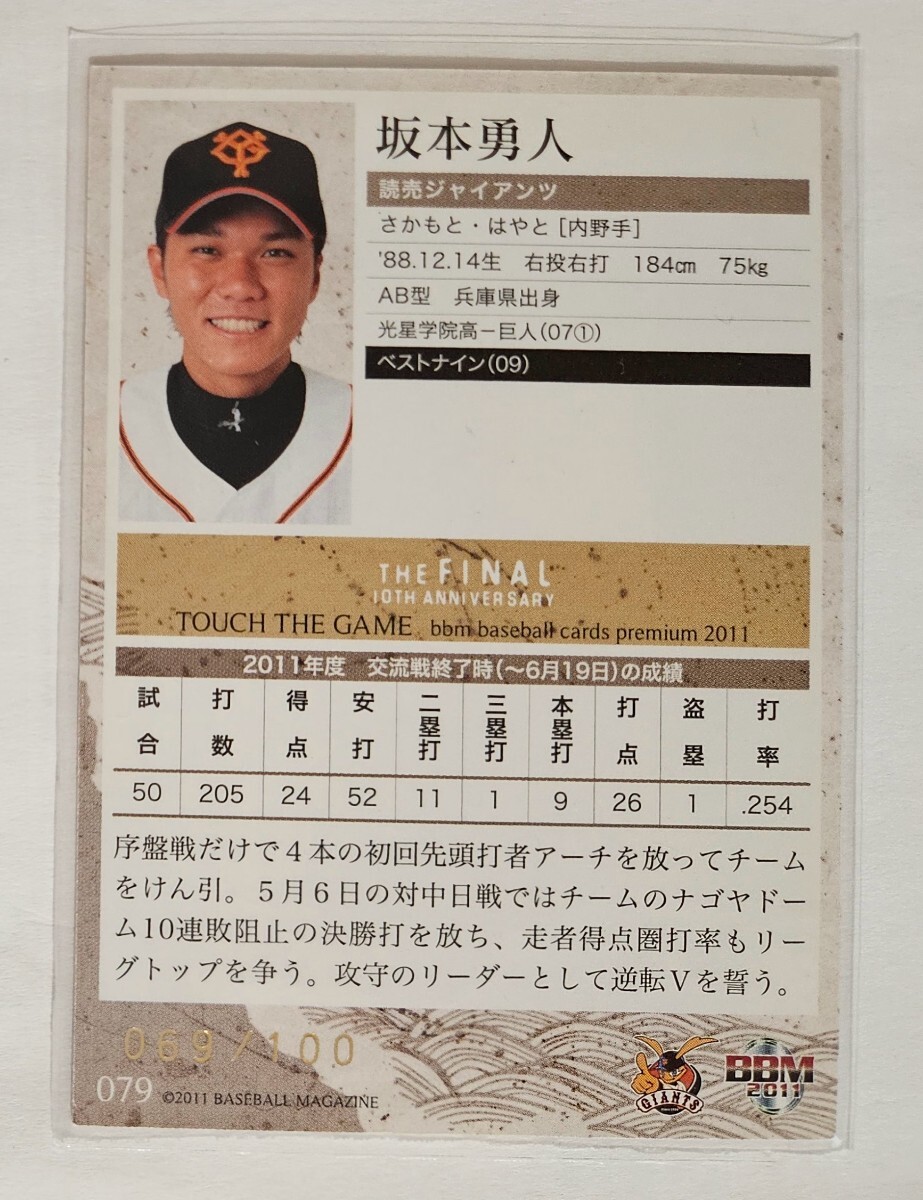 坂本勇人
読売ジャイアンツ
さかもと・はやと [内野手]
'88.12.14生 右投右打 184㎝ 75㎏
AB型 兵庫県出身
光星学院高－巨人(07①)
ベストナイン(09)
THE FINAL
10TH ANNIVERSARY
TOUCH THE GAME bbm baseball cards premium 2011
2011年度 交流戦終了時(～6月19日)の成績
試合 打数 得点 安打 二塁打 三塁打 本塁打 打点 盗塁 打率
50 205 24 52 11 1 9 26 1 .254
序盤戦だけで４本の初回先頭打者アーチを放ってチーム
をけん引。５月６日の対中日戦ではチームのナゴヤドー
ム10連敗阻止の決勝打を放ち、走者得点圏打率もリー
グトップを争う。攻守のリーダーとして逆転Ｖを誓う。
069/100
079 ©2011 BASEBALL MAGAZINE
GIANTS
BBM
2011